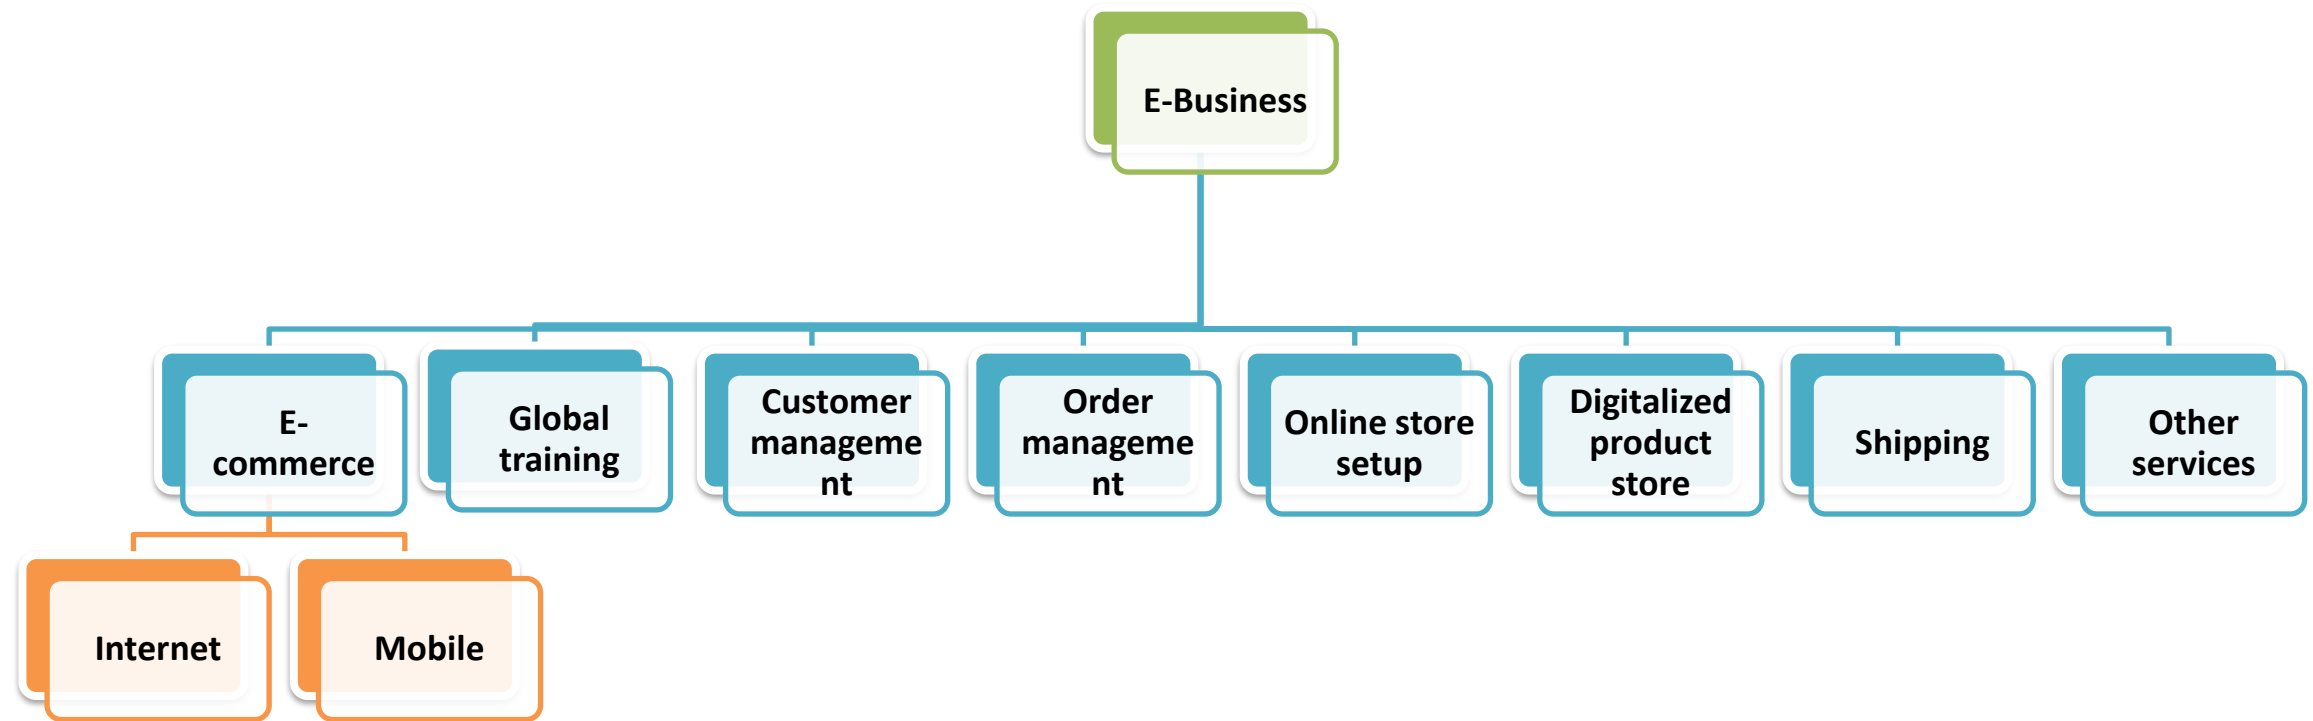 E-Business
E-
commerce
Global
training
Customer
manageme
nt
Order
manageme
nt
Online store
setup
Digitalized
product
store
Shipping
Other
services
Internet
Mobile